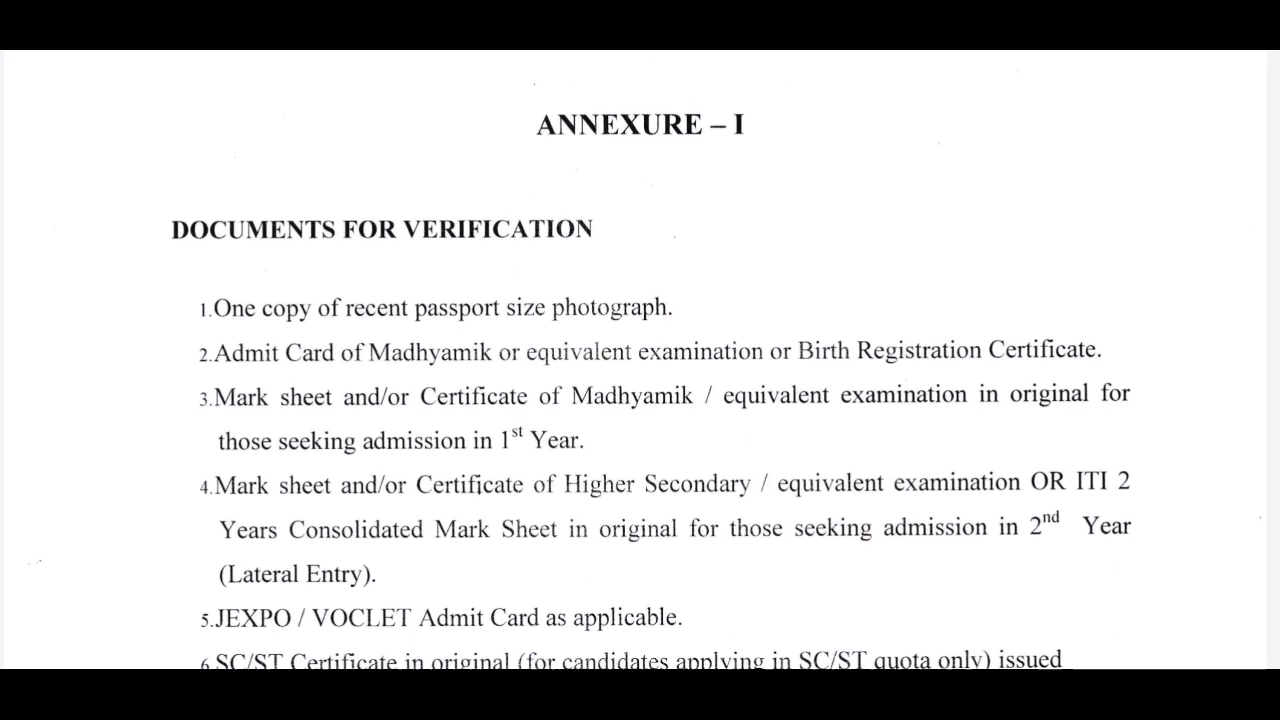 ANNEXURE – I
DOCUMENTS FOR VERIFICATION
1.One copy of recent passport size photograph.
2.Admit Card of Madhyamik or equivalent examination or Birth Registration Certificate.
3.Mark sheet and/or Certificate of Madhyamik / equivalent examination in original for
those seeking admission in 1st Year.
4.Mark sheet and/or Certificate of Higher Secondary / equivalent examination OR ITI 2
Years Consolidated Mark Sheet in original for those seeking admission in 2nd Year
(Lateral Entry).
5.JEXPO / VOCLET Admit Card as applicable.
6.SC/ST Certificate in original (for candidates applying in SC/ST quota only) issued